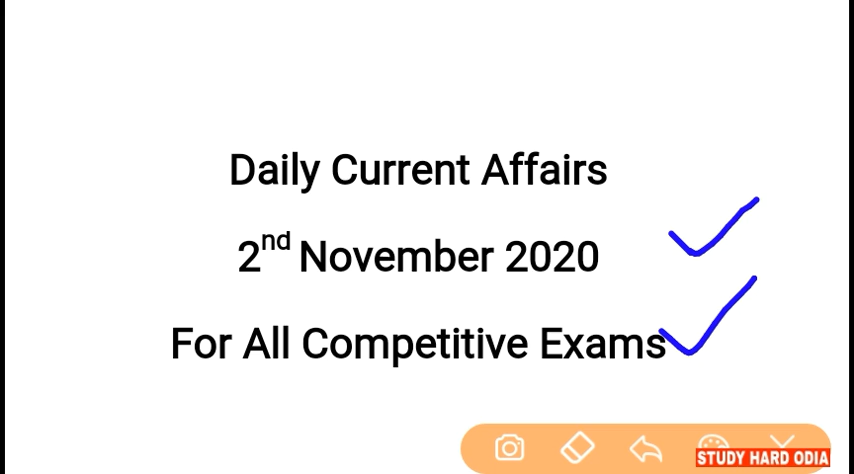 Daily Current Affairs
2nd November 2020
For All Competitive Exams
STUDY HARD ODIA